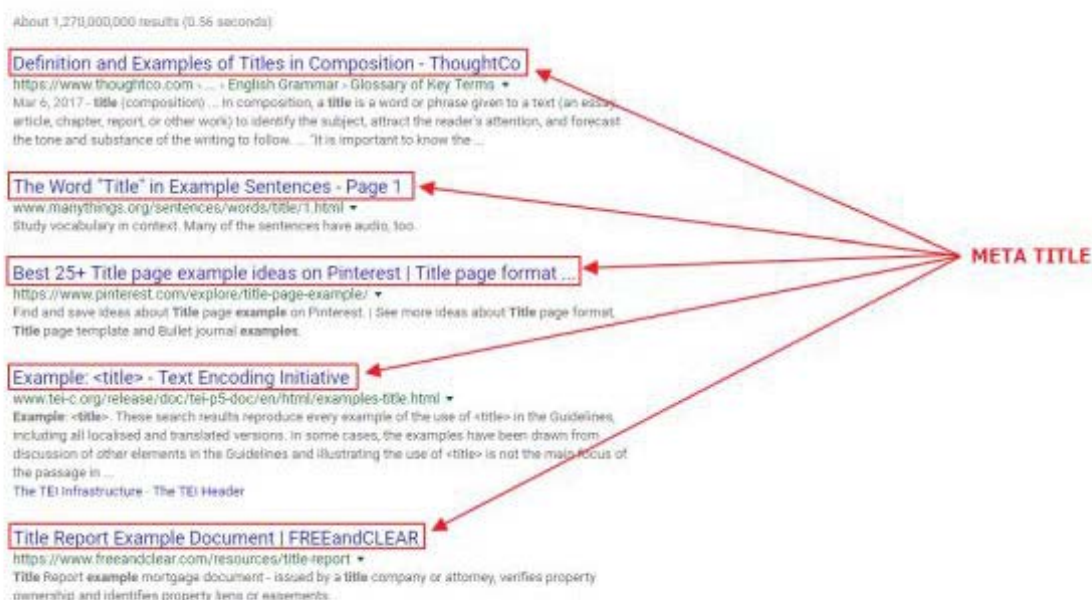 About 1,270,000,000 results (0.56 seconds)
Definition and Examples of Titles in Composition - ThoughtCo
https://www.thoughtco.com › ... › English Grammar › Glossary of Key Terms ▾
Mar 6, 2017 - title (composition) ... In composition, a title is a word or phrase given to a text (an essay,
article, chapter, report, or other work) to identify the subject, attract the reader's attention, and forecast
the tone and substance of the writing to follow. ... "It is important to know the ...
The Word "Title" in Example Sentences - Page 1
www.manythings.org/sentences/words/title/1.html ▾
Study vocabulary in context. Many of the sentences have audio, too.
META TITLE
Best 25+ Title page example ideas on Pinterest | Title page format ...
https://www.pinterest.com/explore/title-page-example/ ▾
Find and save ideas about Title page example on Pinterest. | See more ideas about Title page format,
Title page template and Bullet journal examples.
Example: <title> - Text Encoding Initiative
www.tei-c.org/release/doc/tei-p5-doc/en/html/examples-title.html ▾
Example: <title>. These search results reproduce every example of the use of <title> in the Guidelines,
including all localised and translated versions. In some cases, the examples have been drawn from
discussion of other elements in the Guidelines and illustrating the use of <title> is not the main focus of
the passage in ...
The TEI Infrastructure - The TEI Header
Title Report Example Document | FREEandCLEAR
https://www.freeandclear.com/resources/title-report ▾
Title Report example mortgage document - issued by a title company or attorney, verifies property
ownership and identifies property liens or easements.